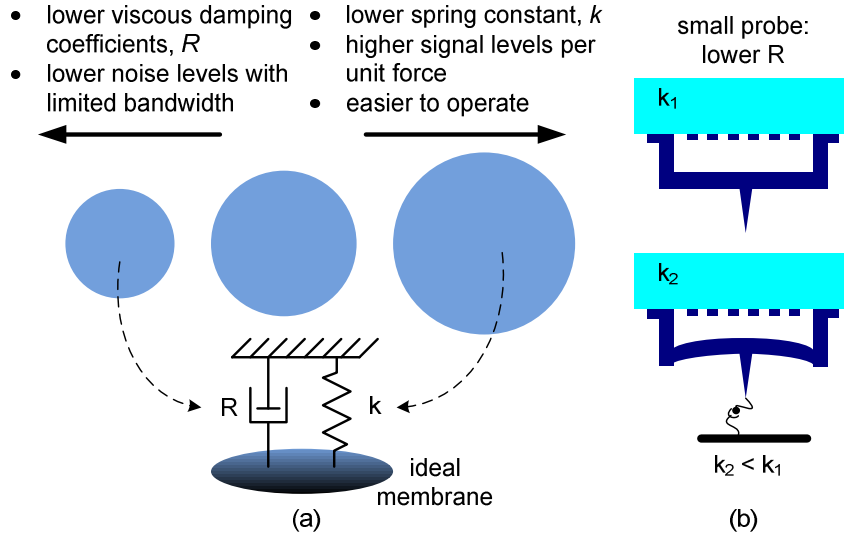 • lower viscous damping
coefficients, R
• lower noise levels with
limited bandwidth
• lower spring constant, k
• higher signal levels per
unit force
• easier to operate
R
k
ideal
membrane
(a)
small probe:
lower R
k₁
k₂
k₂ < k₁
(b)